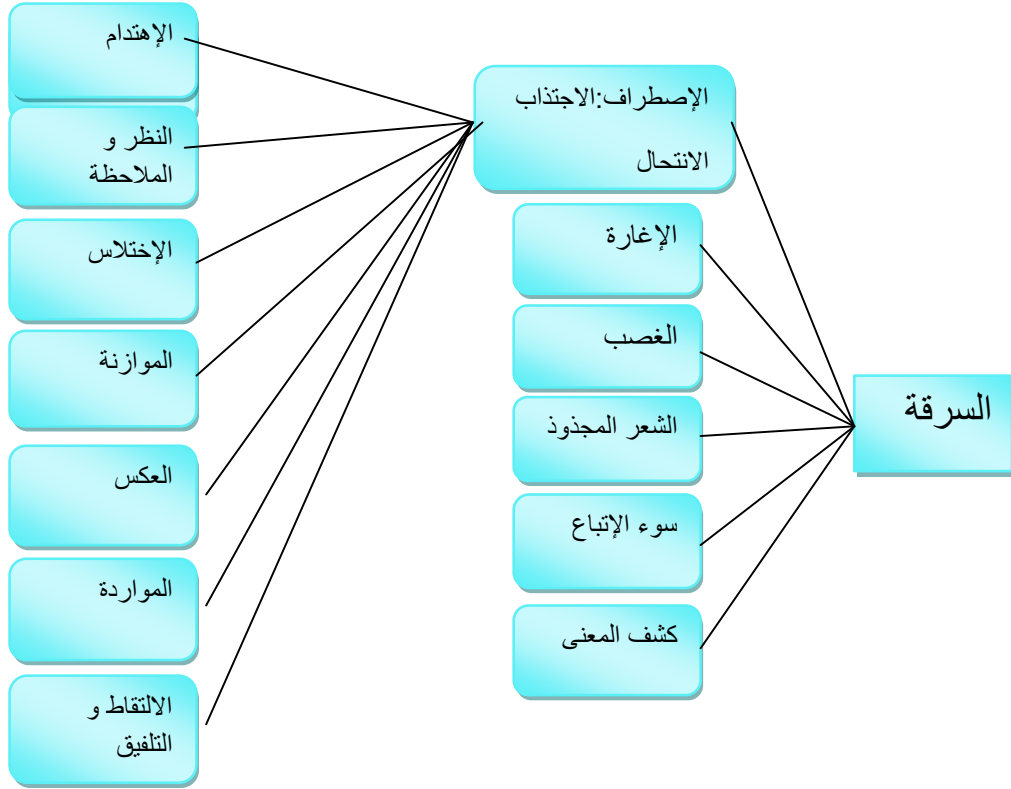 السرقة
الإصطراف:الاجتذاب
الانتحال
الإغارة
الغصب
الشعر المجذوذ
سوء الإتباع
كشف المعنى
الإهتدام
النظر و
الملاحظة
الإختلاس
الموازنة
العكس
المواردة
الالتقاط و
التلفيق